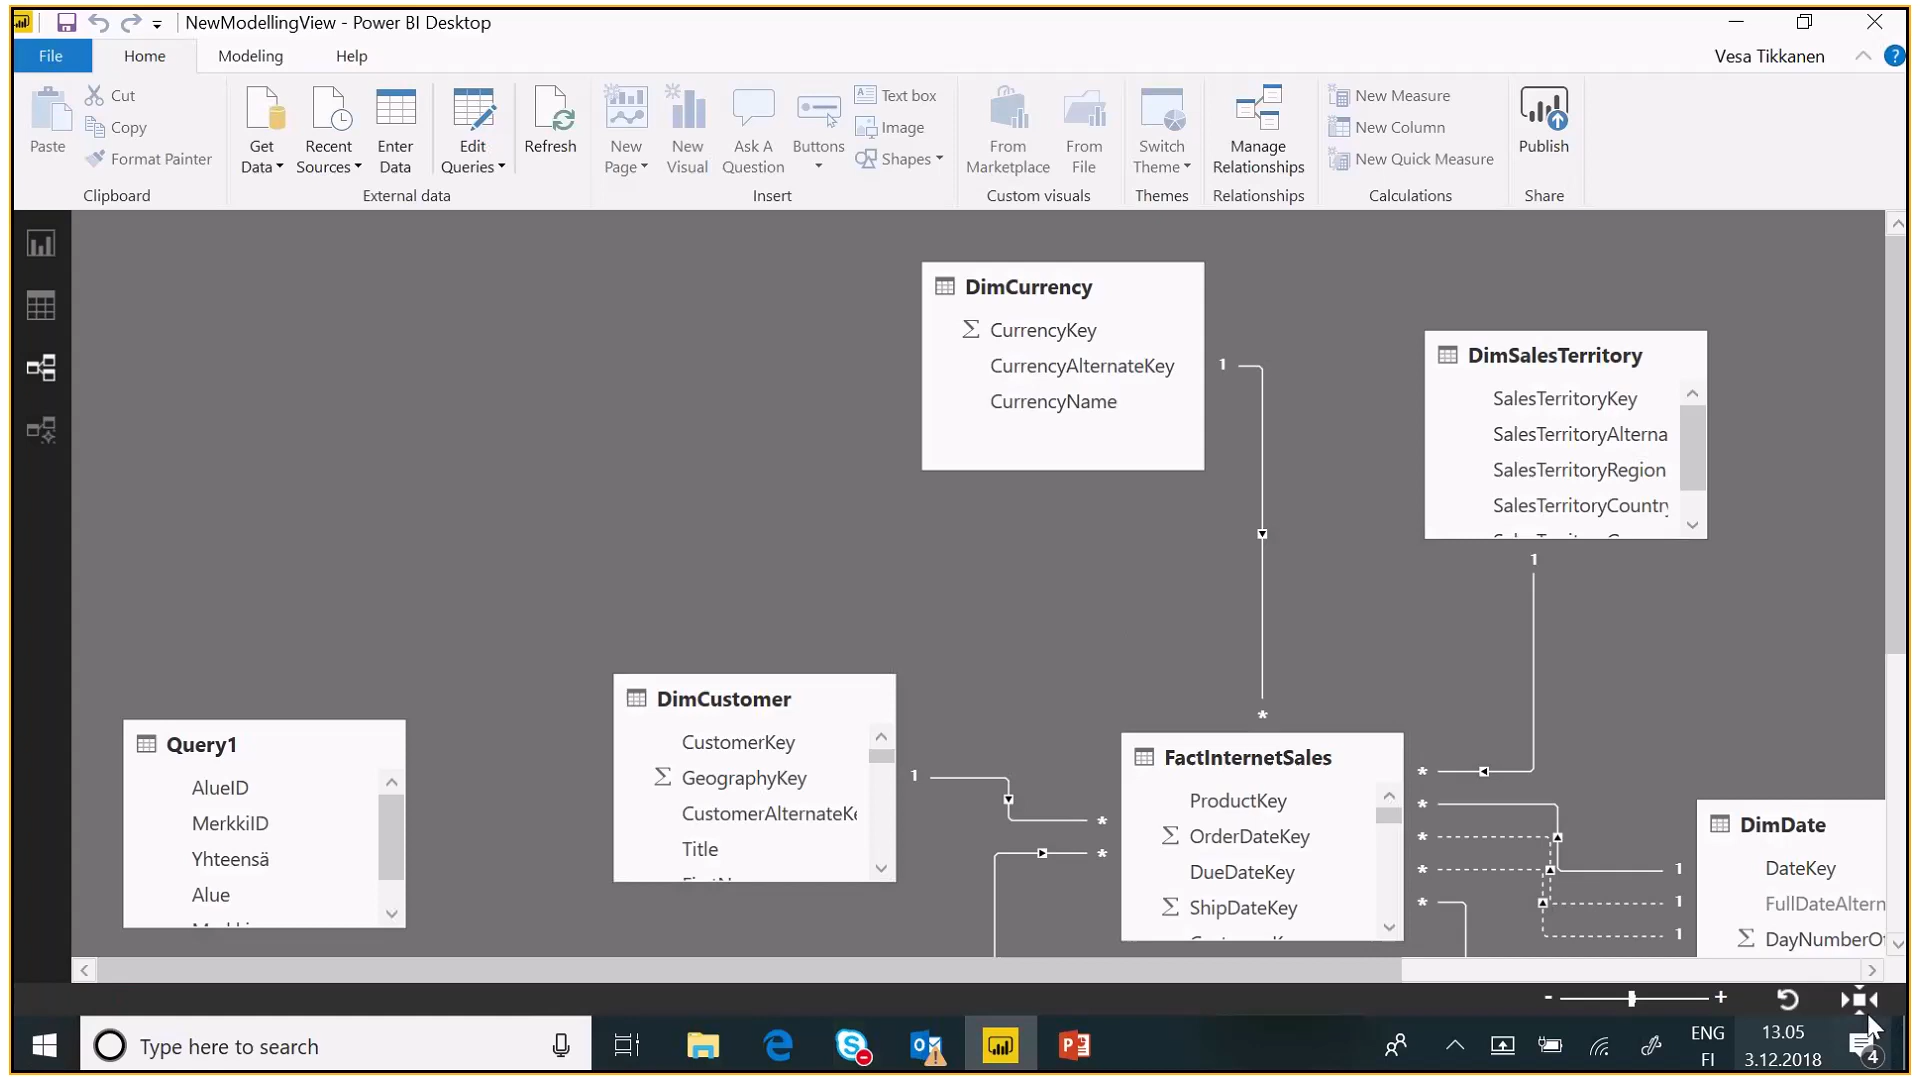 NewModellingView - Power BI Desktop
File
Home
Modeling
Help
Vesa Tikkanen
?
Paste
Cut
Copy
Format Painter
Clipboard
Get
Data
Recent
Sources
Enter
Data
Edit
Queries
Refresh
External data
New
Page
New
Visual
Ask A
Question
Buttons
Text box
Image
Shapes
Insert
From
Marketplace
From
File
Custom visuals
Switch
Theme
Themes
Manage
Relationships
Relationships
New Measure
New Column
New Quick Measure
Calculations
Publish
Share
DimCurrency
Σ CurrencyKey
CurrencyAlternateKey
CurrencyName
1
*
DimSalesTerritory
SalesTerritoryKey
SalesTerritoryAlterna
SalesTerritoryRegion
SalesTerritoryCountr
1
Query1
AlueID
MerkkiID
Yhteensä
Alue
DimCustomer
CustomerKey
Σ GeographyKey
CustomerAlternateKe
Title
1
*
*
FactInternetSales
ProductKey
Σ OrderDateKey
DueDateKey
Σ ShipDateKey
*
*
*
*
*
1
1
1
DimDate
DateKey
FullDateAltern
Σ DayNumberO
- +
Type here to search
ENG
FI
13.05
3.12.2018
4